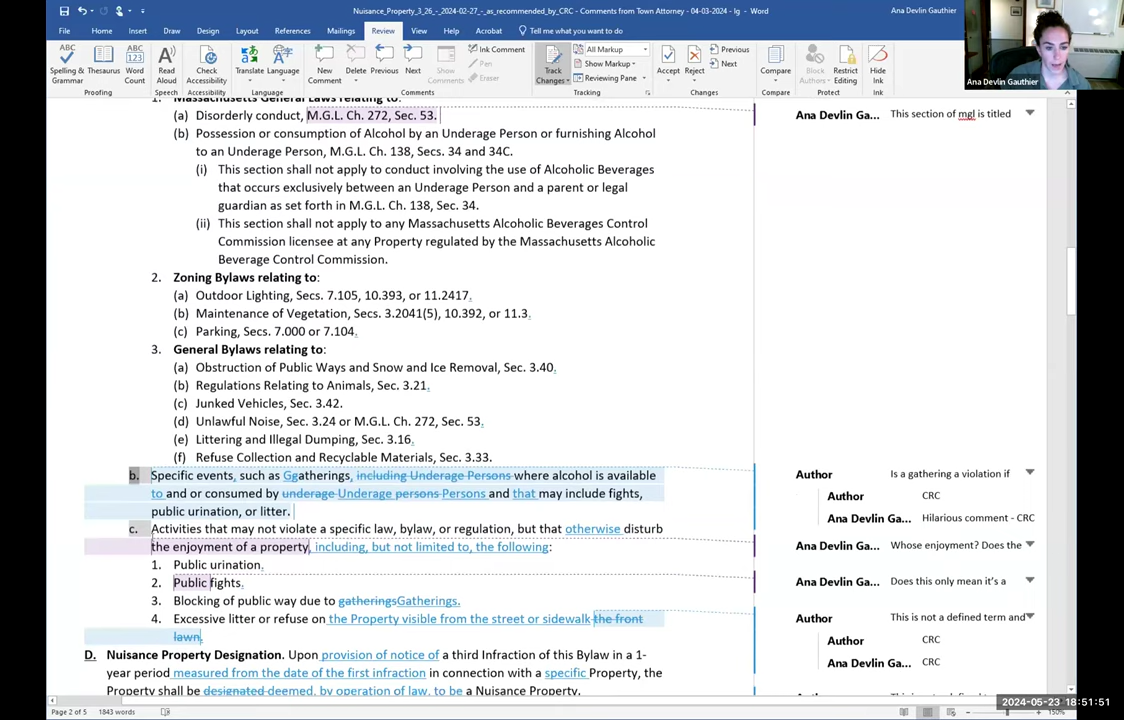 Nuisance_Property_3_26_-_2024-02-27_-_as_recommended_by_CRC - Comments from Town Attorney - 04-03-2024 - lg - Word
Ana Devlin Gauthier
File Home Insert Draw Design Layout References Mailings Review View Help Acrobat Tell me what you want to do
Spelling & Grammar
Thesaurus
Word Count
Read Aloud
Check Accessibility
Translate
Language
New Comment
Delete
Previous
Next
Show Comments
Ink Comment
Pen
Eraser
Track Changes
All Markup
Show Markup
Reviewing Pane
Accept
Reject
Previous
Next
Compare
Block Authors
Restrict Editing
Hide Ink
Proofing Speech Accessibility Language Comments Tracking Changes Compare Protect Ink
Ana Devlin Gauthier
1. Massachusetts General Laws relating to:
(a) Disorderly conduct, M.G.L. Ch. 272, Sec. 53.
Ana Devlin Ga... This section of mgl is titled
(b) Possession or consumption of Alcohol by an Underage Person or furnishing Alcohol
to an Underage Person, M.G.L. Ch. 138, Secs. 34 and 34C.
(i) This section shall not apply to conduct involving the use of Alcoholic Beverages
that occurs exclusively between an Underage Person and a parent or legal
guardian as set forth in M.G.L. Ch. 138, Sec. 34.
(ii) This section shall not apply to any Massachusetts Alcoholic Beverages Control
Commission licensee at any Property regulated by the Massachusetts Alcoholic
Beverage Control Commission.
2. Zoning Bylaws relating to:
(a) Outdoor Lighting, Secs. 7.105, 10.393, or 11.2417.
(b) Maintenance of Vegetation, Secs. 3.2041(5), 10.392, or 11.3.
(c) Parking, Secs. 7.000 or 7.104.
3. General Bylaws relating to:
(a) Obstruction of Public Ways and Snow and Ice Removal, Sec. 3.40.
(b) Regulations Relating to Animals, Sec. 3.21.
(c) Junked Vehicles, Sec. 3.42.
(d) Unlawful Noise, Sec. 3.24 or M.G.L. Ch. 272, Sec. 53.
(e) Littering and Illegal Dumping, Sec. 3.16.
(f) Refuse Collection and Recyclable Materials, Sec. 3.33.
b. Specific events, such as Ggatherings, including Underage Persons where alcohol is available
to and or consumed by underage Underage persons Persons and that may include fights,
public urination, or litter.
Author Is a gathering a violation if
Author CRC
Ana Devlin Ga... Hilarious comment - CRC
c. Activities that may not violate a specific law, bylaw, or regulation, but that otherwise disturb
the enjoyment of a property, including, but not limited to, the following:
Ana Devlin Ga... Whose enjoyment? Does the
1. Public urination.
2. Public fights.
Ana Devlin Ga... Does this only mean it's a
3. Blocking of public way due to gatheringsGatherings.
4. Excessive litter or refuse on the Property visible from the street or sidewalk the front
lawn.
Author This is not a defined term and
Author CRC
Ana Devlin Ga... CRC
D. Nuisance Property Designation. Upon provision of notice of a third Infraction of this Bylaw in a 1-
year period measured from the date of the first infraction in connection with a specific Property, the
Property shall be designated deemed, by operation of law, to be a Nuisance Property.
Page 2 of 5 1843 words
150%
2024-05-23 18:51:51